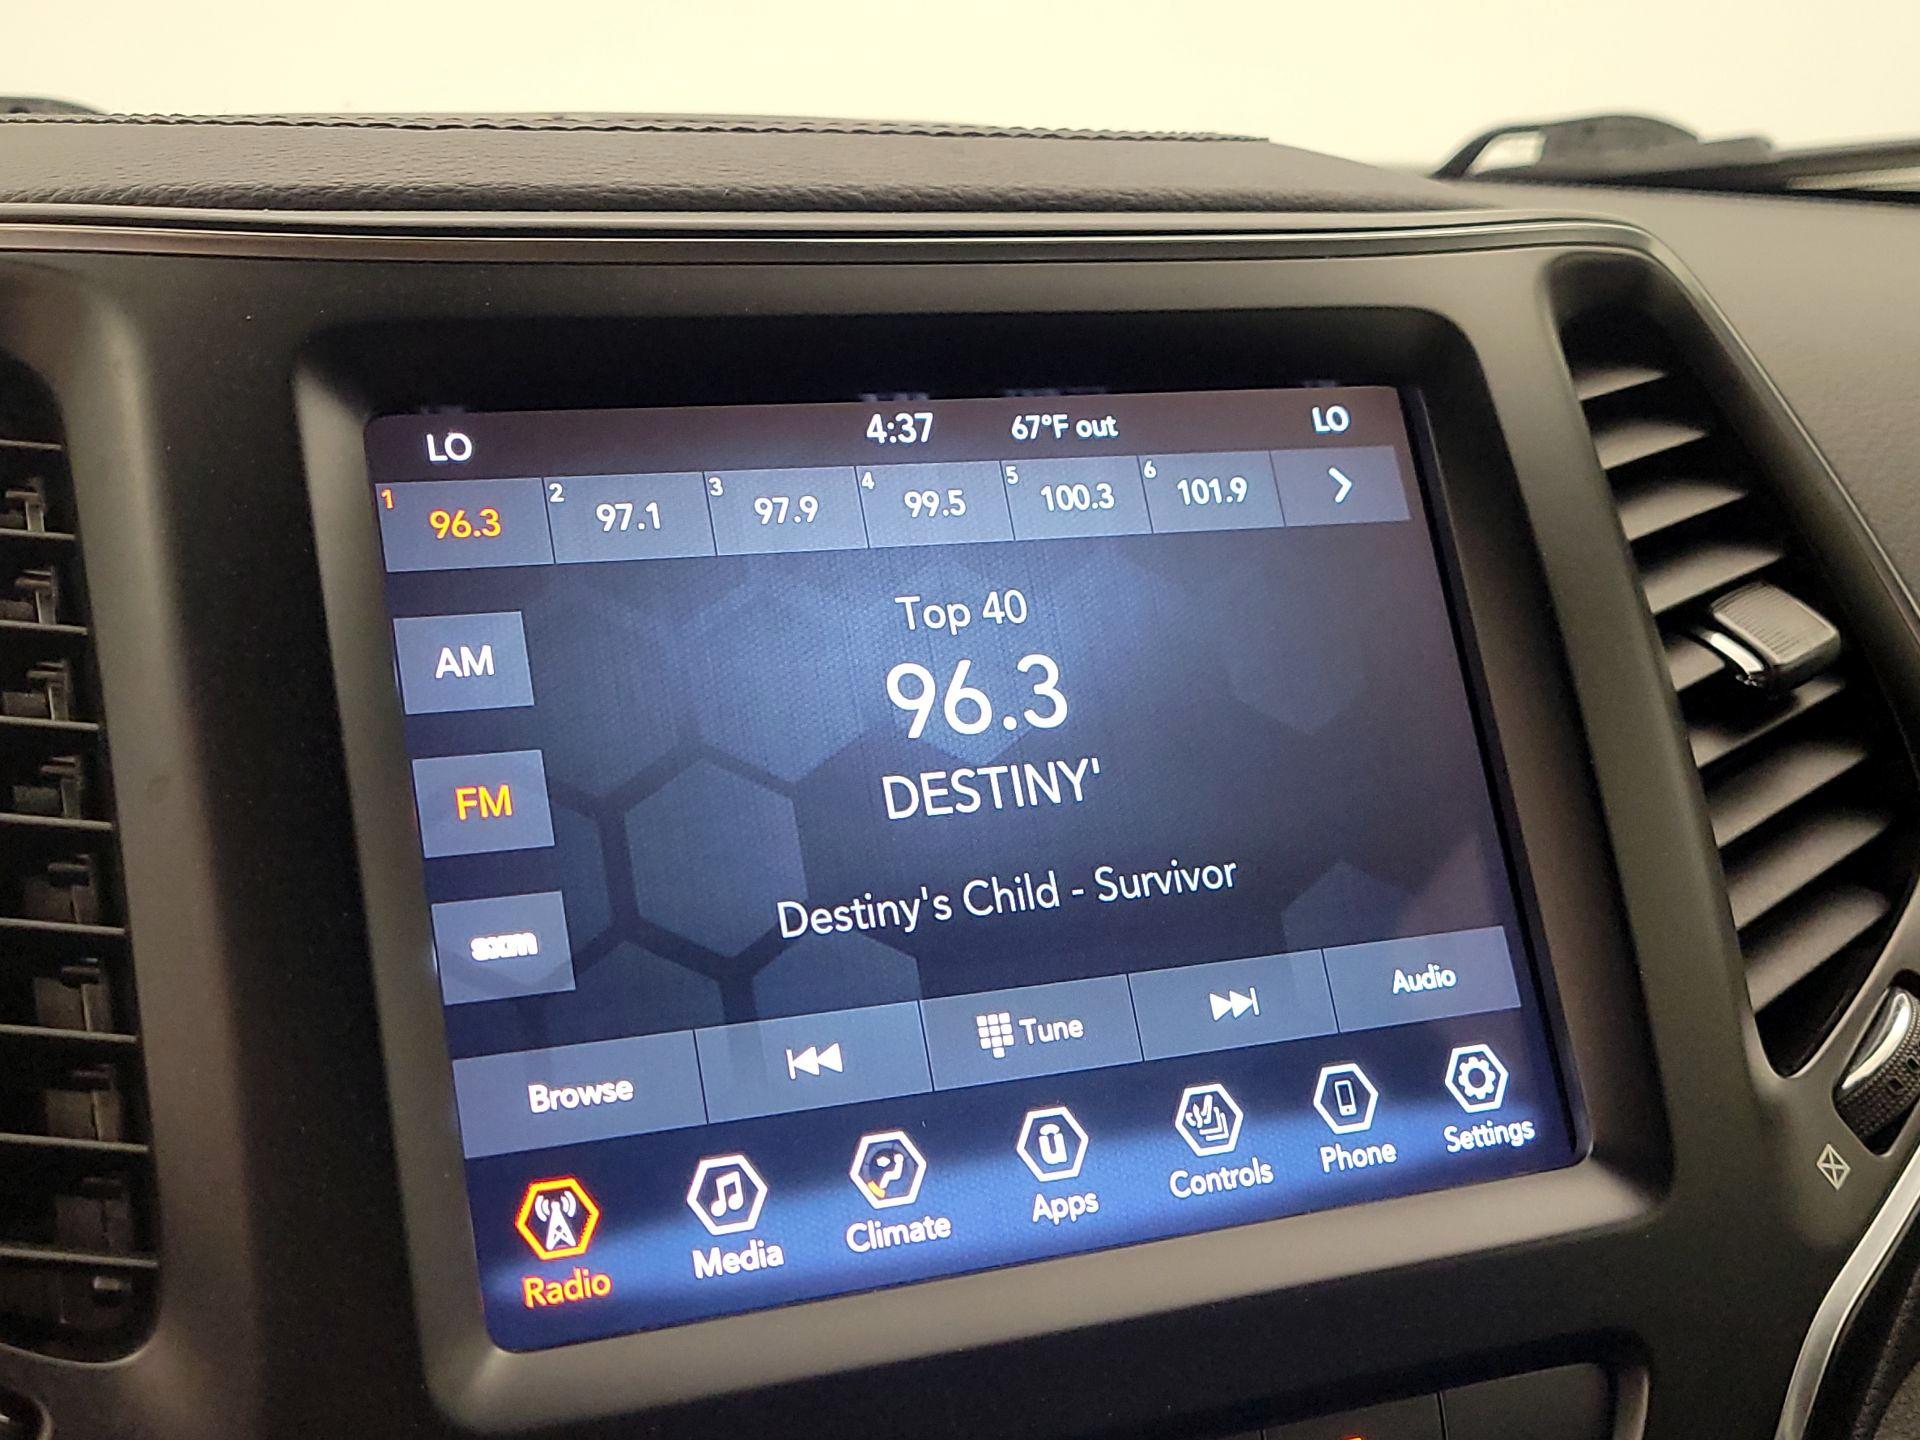 LO 4:37 67°F out LO
1 96.3 2 97.1 3 97.9 4 99.5 5 100.3 6 101.9
Top 40
AM
96.3
DESTINY'
FM
Destiny's Child - Survivor
sxm
Browse Tune Audio
Radio Media Climate Apps Controls Phone Settings